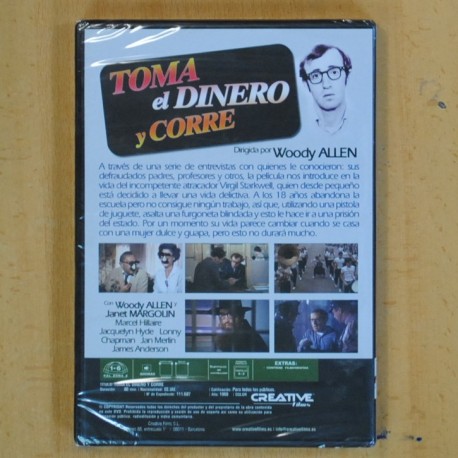 TOMA
el DINERO
y CORRE
Dirigida por Woody ALLEN
A través de una serie de entrevistas con quienes le conocieron: sus
defraudados padres, profesores y otros, la película nos introduce en la
vida del incompetente atracador Virgil Starkwell, quien desde pequeño
está decidido a llevar una vida delictiva. A los 18 años abandona la
escuela pero no consigue ningún trabajo, así que, utilizando una pistola
de juguete, asalta una furgoneta blindada y esto le hace ir a una prisión
del estado. Por un momento su vida parece cambiar cuando se casa
con una mujer dulce y guapa, pero esto no durará mucho.
Con Woody ALLEN y
Janet MARGOLIN
Marcel Hillaire
Jacquelyn Hyde Lonny
Chapman Jan Merlin
James Anderson
EXTRAS:
CREATIVE
films